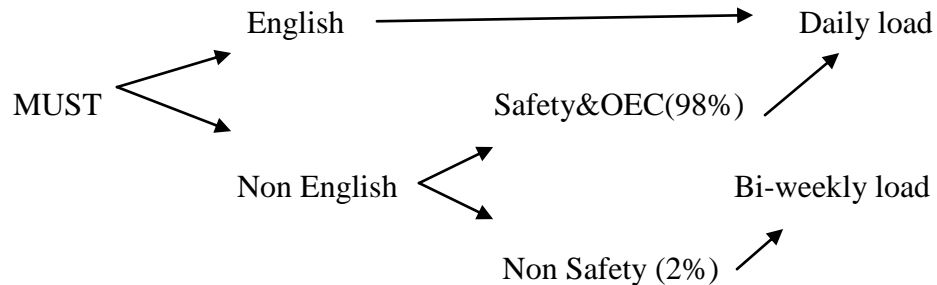 English
Daily load
MUST
Safety&OEC(98%)
Non English
Bi-weekly load
Non Safety (2%)